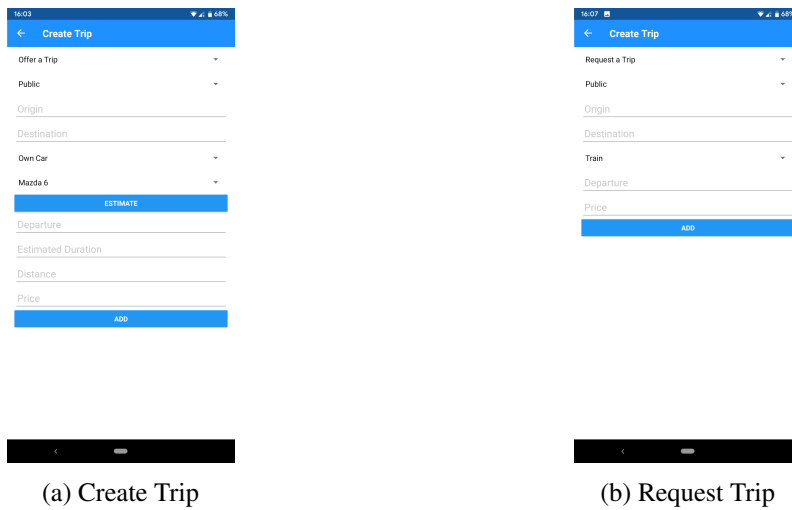 16:03 68%
Create Trip
Offer a Trip
Public
Origin
Destination
Own Car
Mazda 6
ESTIMATE
Departure
Estimated Duration
Distance
Price
ADD
(a) Create Trip
16:07 68%
Create Trip
Request a Trip
Public
Origin
Destination
Train
Departure
Price
ADD
(b) Request Trip